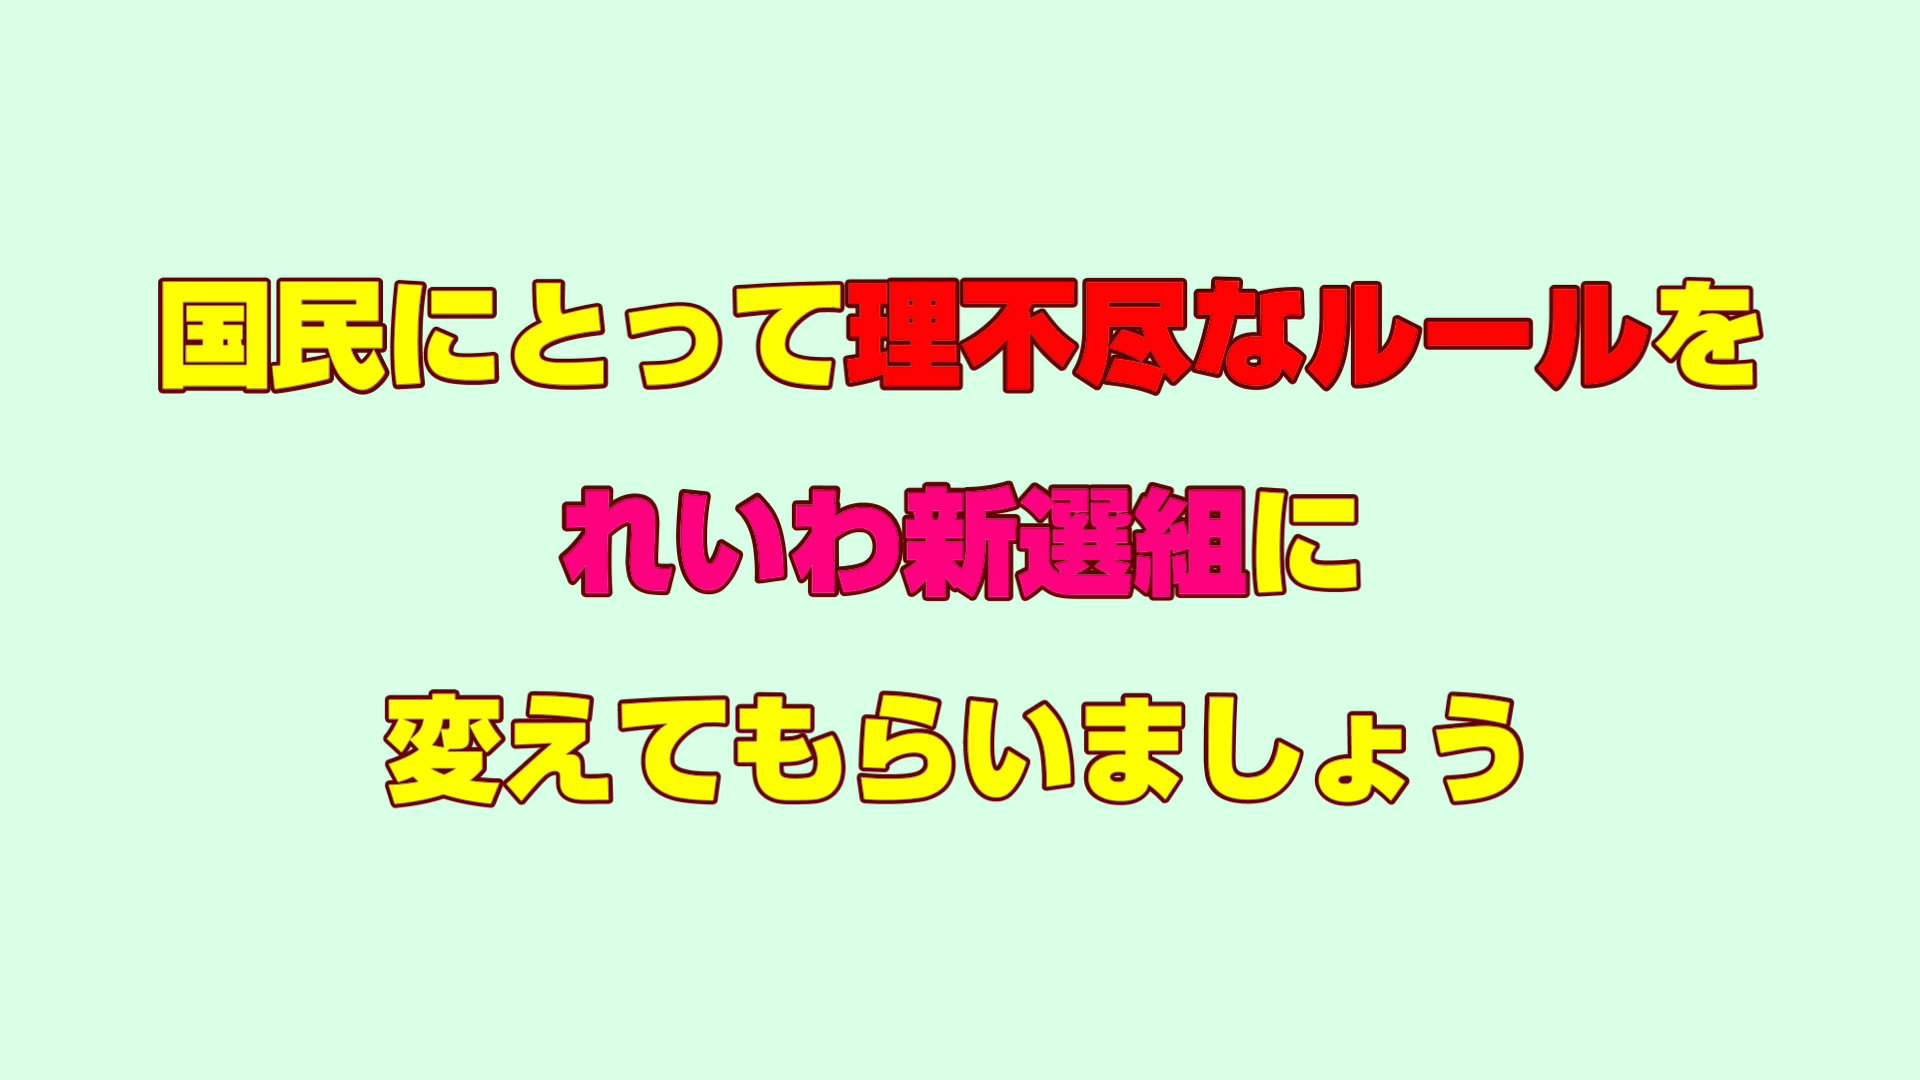 国民にとって理不尽なルールを
れいわ新選組に
変えてもらいましょう